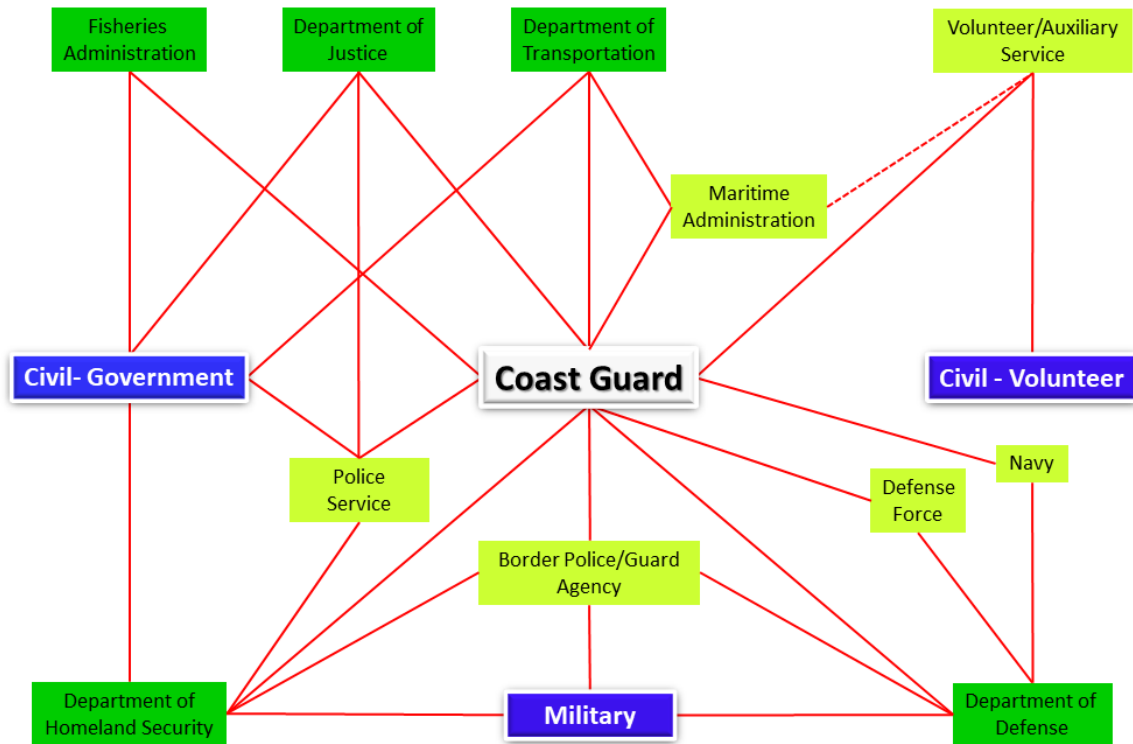 Fisheries
Administration
Department of
Justice
Department of
Transportation
Volunteer/Auxiliary
Service
Maritime
Administration
Civil- Government
Coast Guard
Civil - Volunteer
Police
Service
Navy
Defense
Force
Border Police/Guard
Agency
Department of
Homeland Security
Military
Department of
Defense